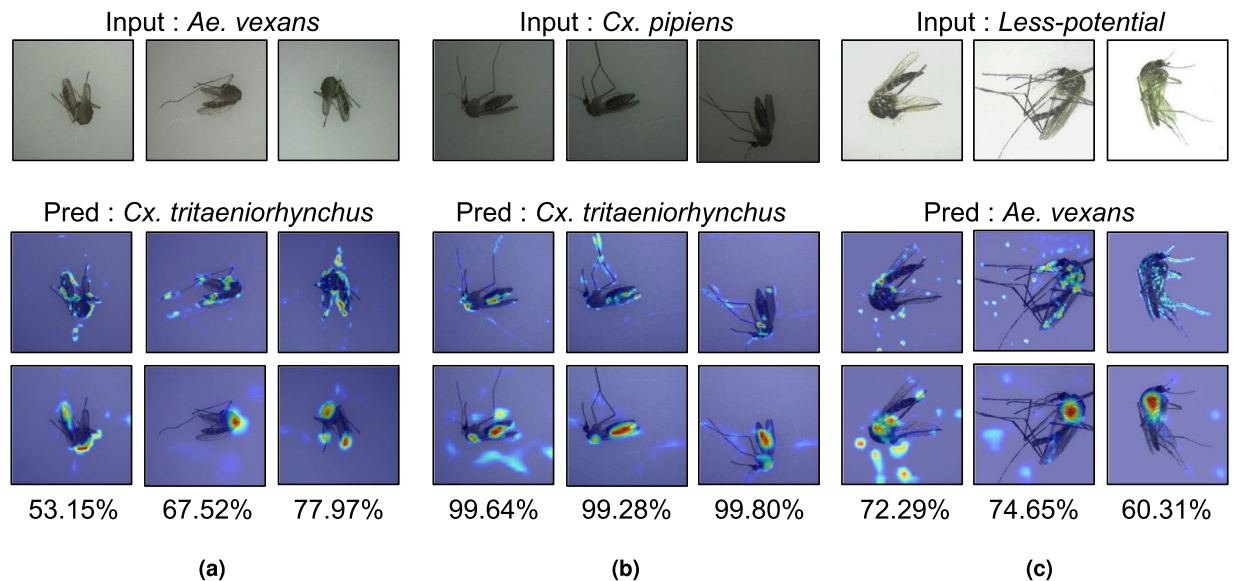 Input : Ae. vexans
Input : Cx. pipiens
Input : Less-potential
Pred : Cx. tritaeniorhynchus
Pred : Cx. tritaeniorhynchus
Pred : Ae. vexans
53.15% 67.52% 77.97% 99.64% 99.28% 99.80% 72.29% 74.65% 60.31%
(a) (b) (c)